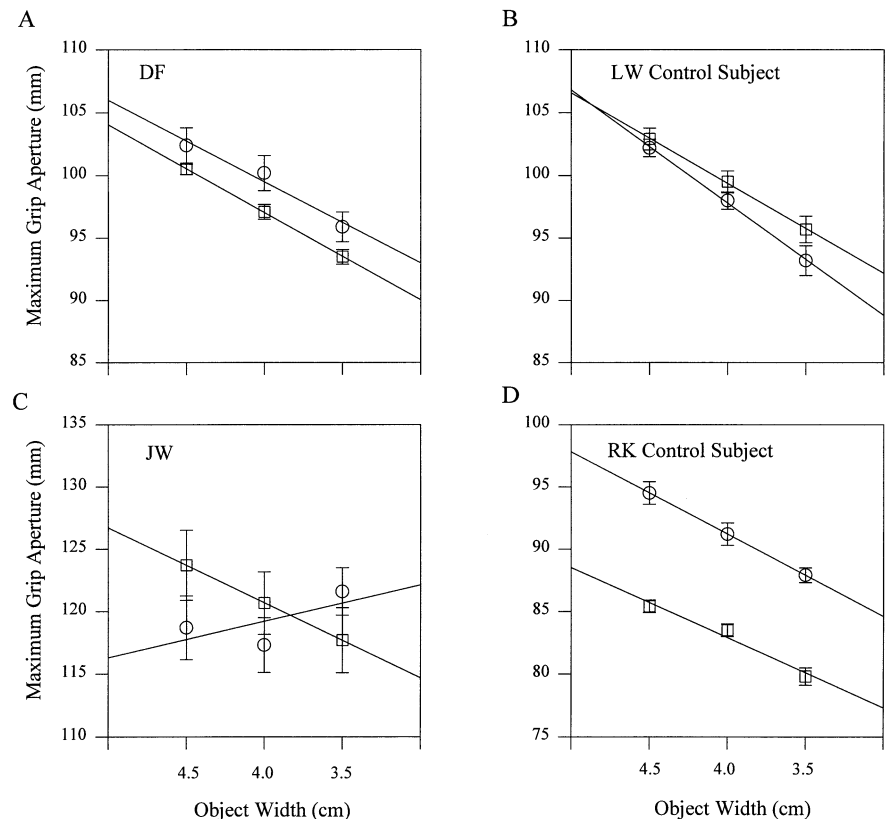 A
B
110
105
100
95
90
85
Maximum Grip Aperture (mm)
DF
110
105
100
95
90
85
LW Control Subject
C
D
135
130
125
120
115
110
Maximum Grip Aperture (mm)
JW
4.5
4.0
3.5
Object Width (cm)
100
95
90
85
80
75
RK Control Subject
4.5
4.0
3.5
Object Width (cm)